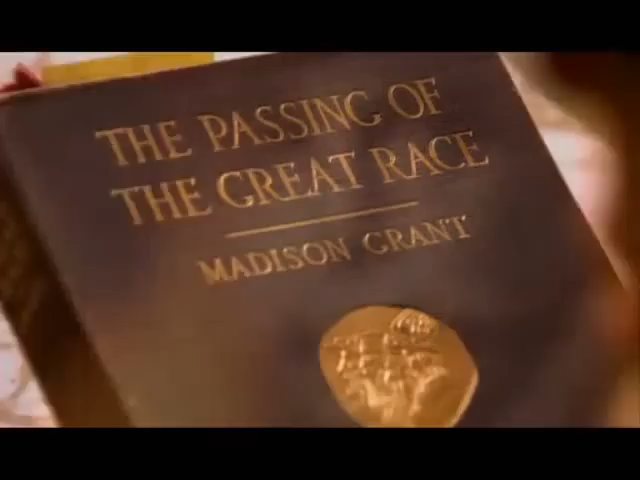 THE PASSING OF
THE GREAT RACE
MADISON GRANT